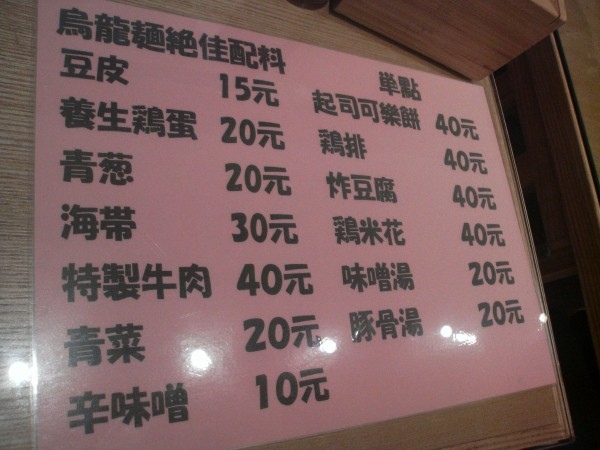 烏龍麵絶佳配料
豆皮 15元
養生鶏蛋 20元
青葱 20元
海帯 30元
特製牛肉 40元
青菜 20元
辛味噌 10元
単點
起司可樂餅 40元
鶏排 40元
炸豆腐 40元
鶏米花 40元
味噌湯 20元
豚骨湯 20元